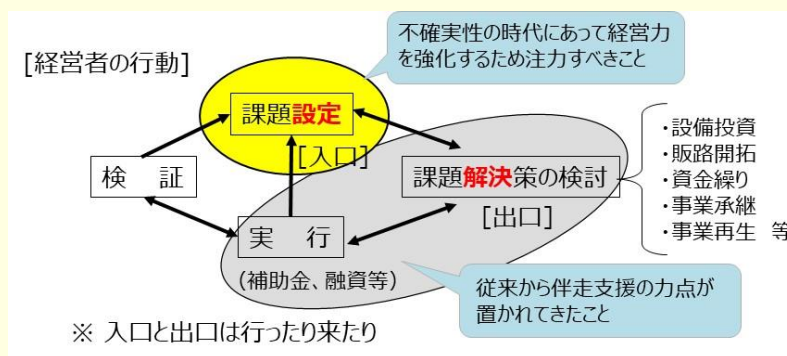 不確実性の時代にあって経営力
を強化するため注力すべきこと
[経営者の行動]
課題設定
[入口]
・設備投資
・販路開拓
・資金繰り
・事業承継
・事業再生 等
検 証
課題解決策の検討
[出口]
実 行
(補助金、融資等)
従来から伴走支援の力点が
置かれてきたこと
※ 入口と出口は行ったり来たり